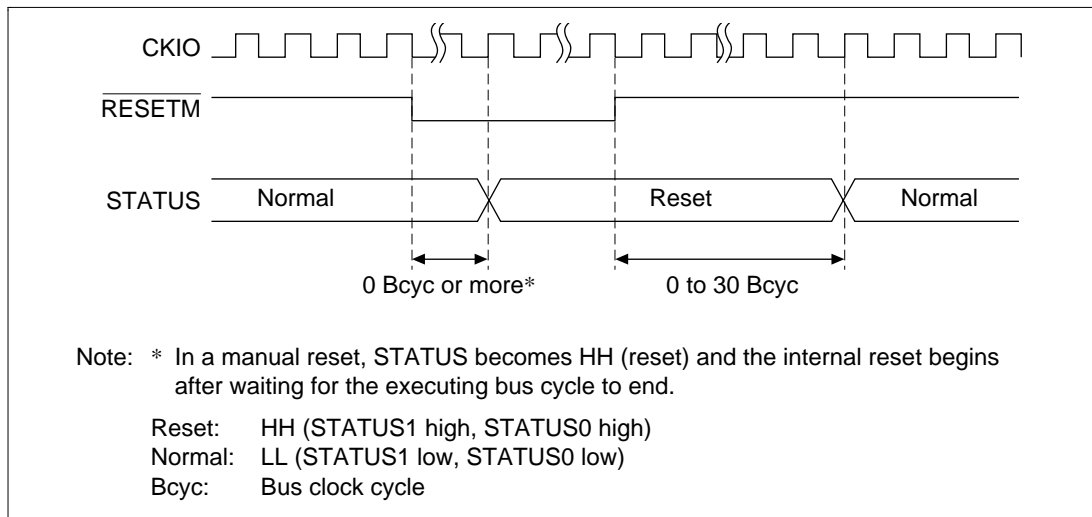 CKIO
RESETM
STATUS Normal Reset Normal
0 Bcyc or more* 0 to 30 Bcyc
Note: * In a manual reset, STATUS becomes HH (reset) and the internal reset begins
after waiting for the executing bus cycle to end.
Reset: HH (STATUS1 high, STATUS0 high)
Normal: LL (STATUS1 low, STATUS0 low)
Bcyc: Bus clock cycle